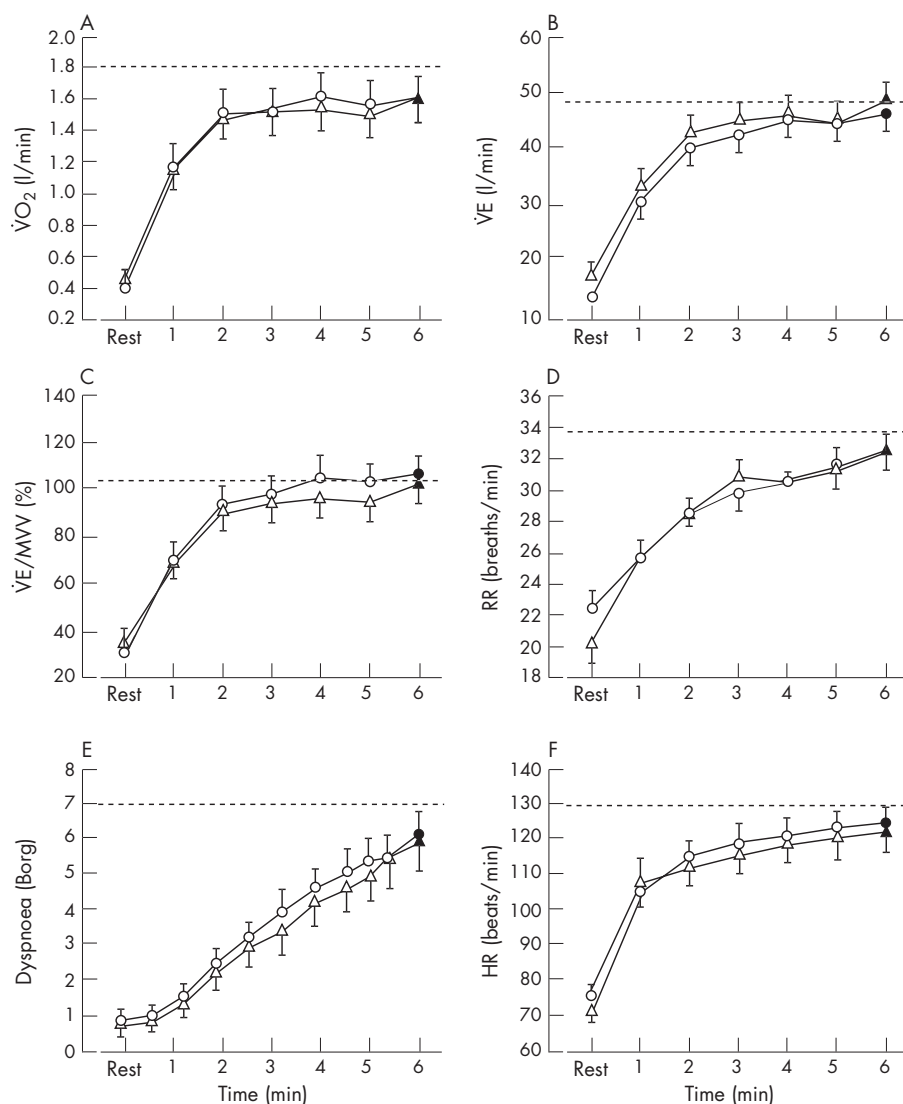 A
2.0
1.8
1.6
1.4
1.2
1.0
0.8
0.6
0.4
0.2
V̇O2 (l/min)
Rest 1 2 3 4 5 6
B
60
50
40
30
20
10
V̇E (l/min)
Rest 1 2 3 4 5 6
C
140
120
100
80
60
40
20
V̇E/MVV (%)
Rest 1 2 3 4 5 6
D
36
34
32
30
28
26
24
22
20
18
RR (breaths/min)
Rest 1 2 3 4 5 6
E
8
7
6
5
4
3
2
1
0
Dyspnoea (Borg)
Rest 1 2 3 4 5 6
Time (min)
F
140
130
120
110
100
90
80
70
60
HR (beats/min)
Rest 1 2 3 4 5 6
Time (min)